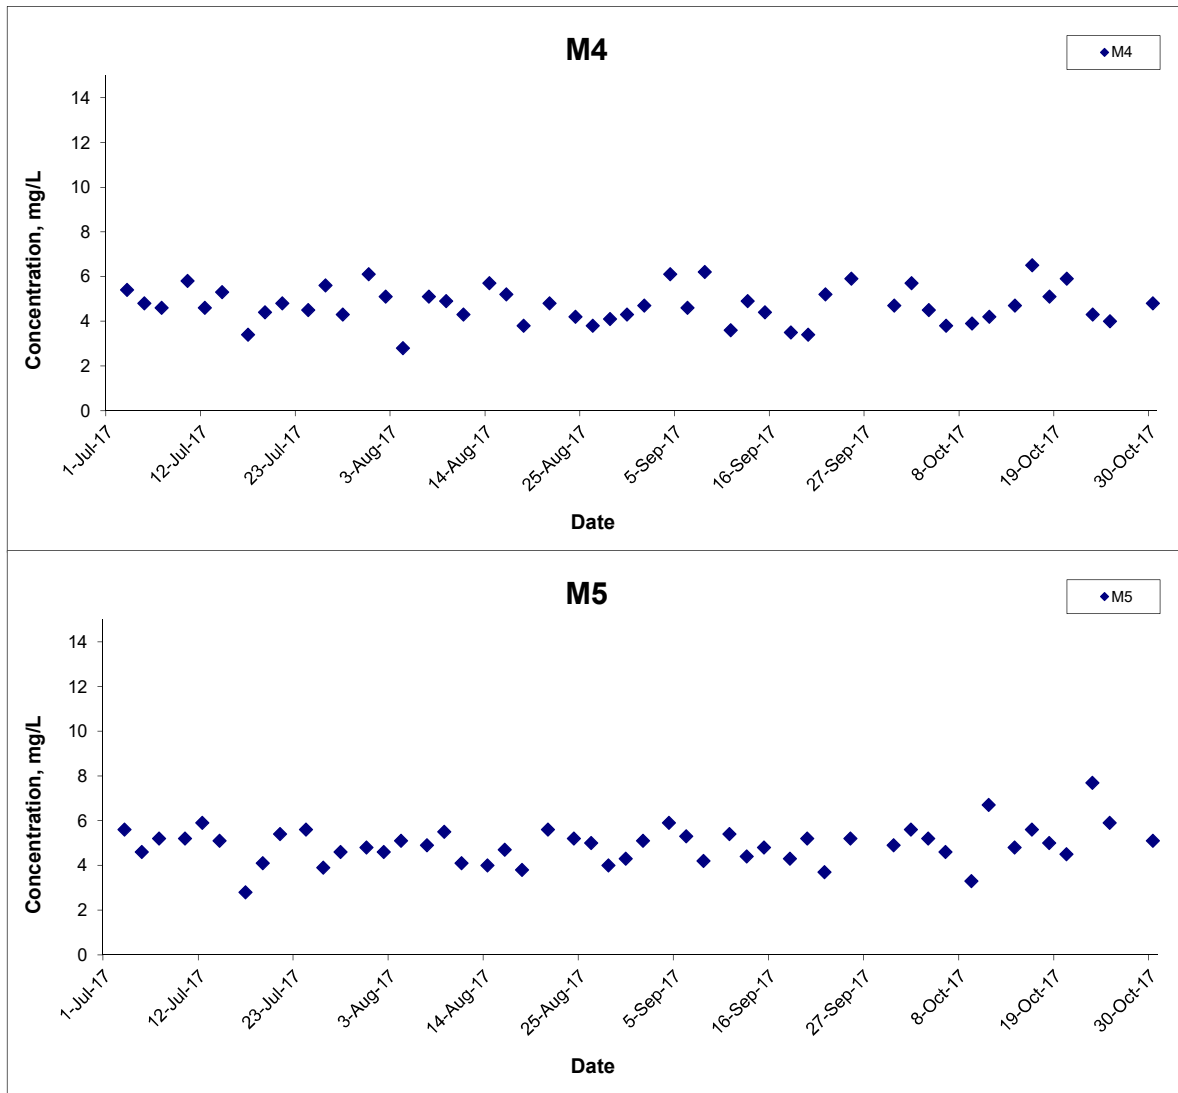 M4
M4
14
12
10
8
6
4
2
0
Concentration, mg/L
1-Jul-17
12-Jul-17
23-Jul-17
3-Aug-17
14-Aug-17
25-Aug-17
5-Sep-17
16-Sep-17
27-Sep-17
8-Oct-17
19-Oct-17
30-Oct-17
Date
M5
M5
14
12
10
8
6
4
2
0
Concentration, mg/L
1-Jul-17
12-Jul-17
23-Jul-17
3-Aug-17
14-Aug-17
25-Aug-17
5-Sep-17
16-Sep-17
27-Sep-17
8-Oct-17
19-Oct-17
30-Oct-17
Date